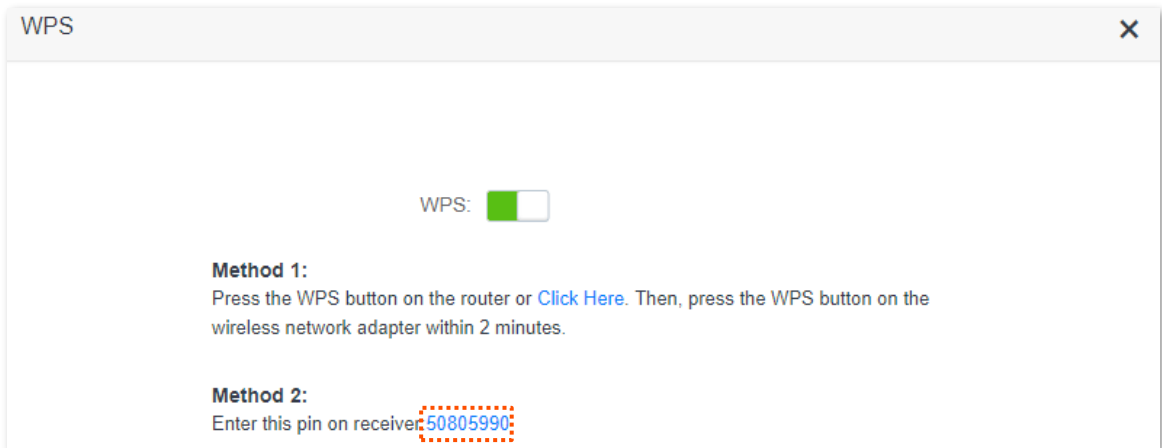 WPS
WPS:
Method 1:
Press the WPS button on the router or Click Here. Then, press the WPS button on the
wireless network adapter within 2 minutes.
Method 2:
Enter this pin on receiver 50805990